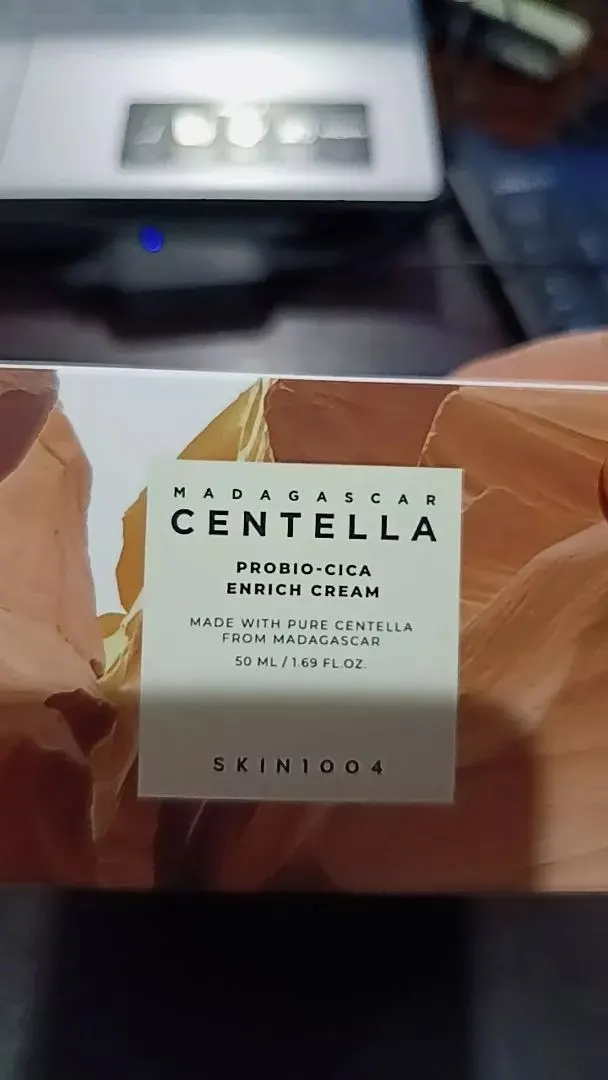 MADAGASCAR
CENTELLA
PROBIO-CICA
ENRICH CREAM
MADE WITH PURE CENTELLA
FROM MADAGASCAR
50 ML / 1.69 FL.OZ.
SKIN1004